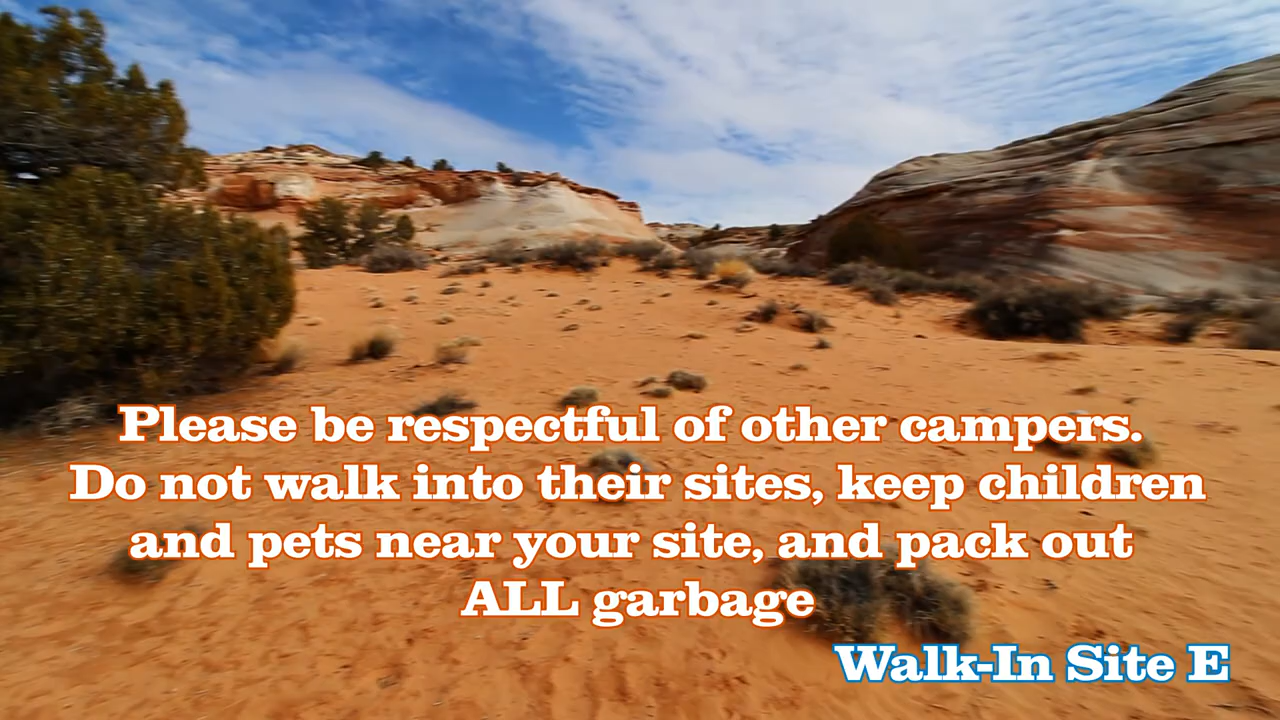 Please be respectful of other campers.
Do not walk into their sites, keep children
and pets near your site, and pack out
ALL garbage
Walk-In Site E